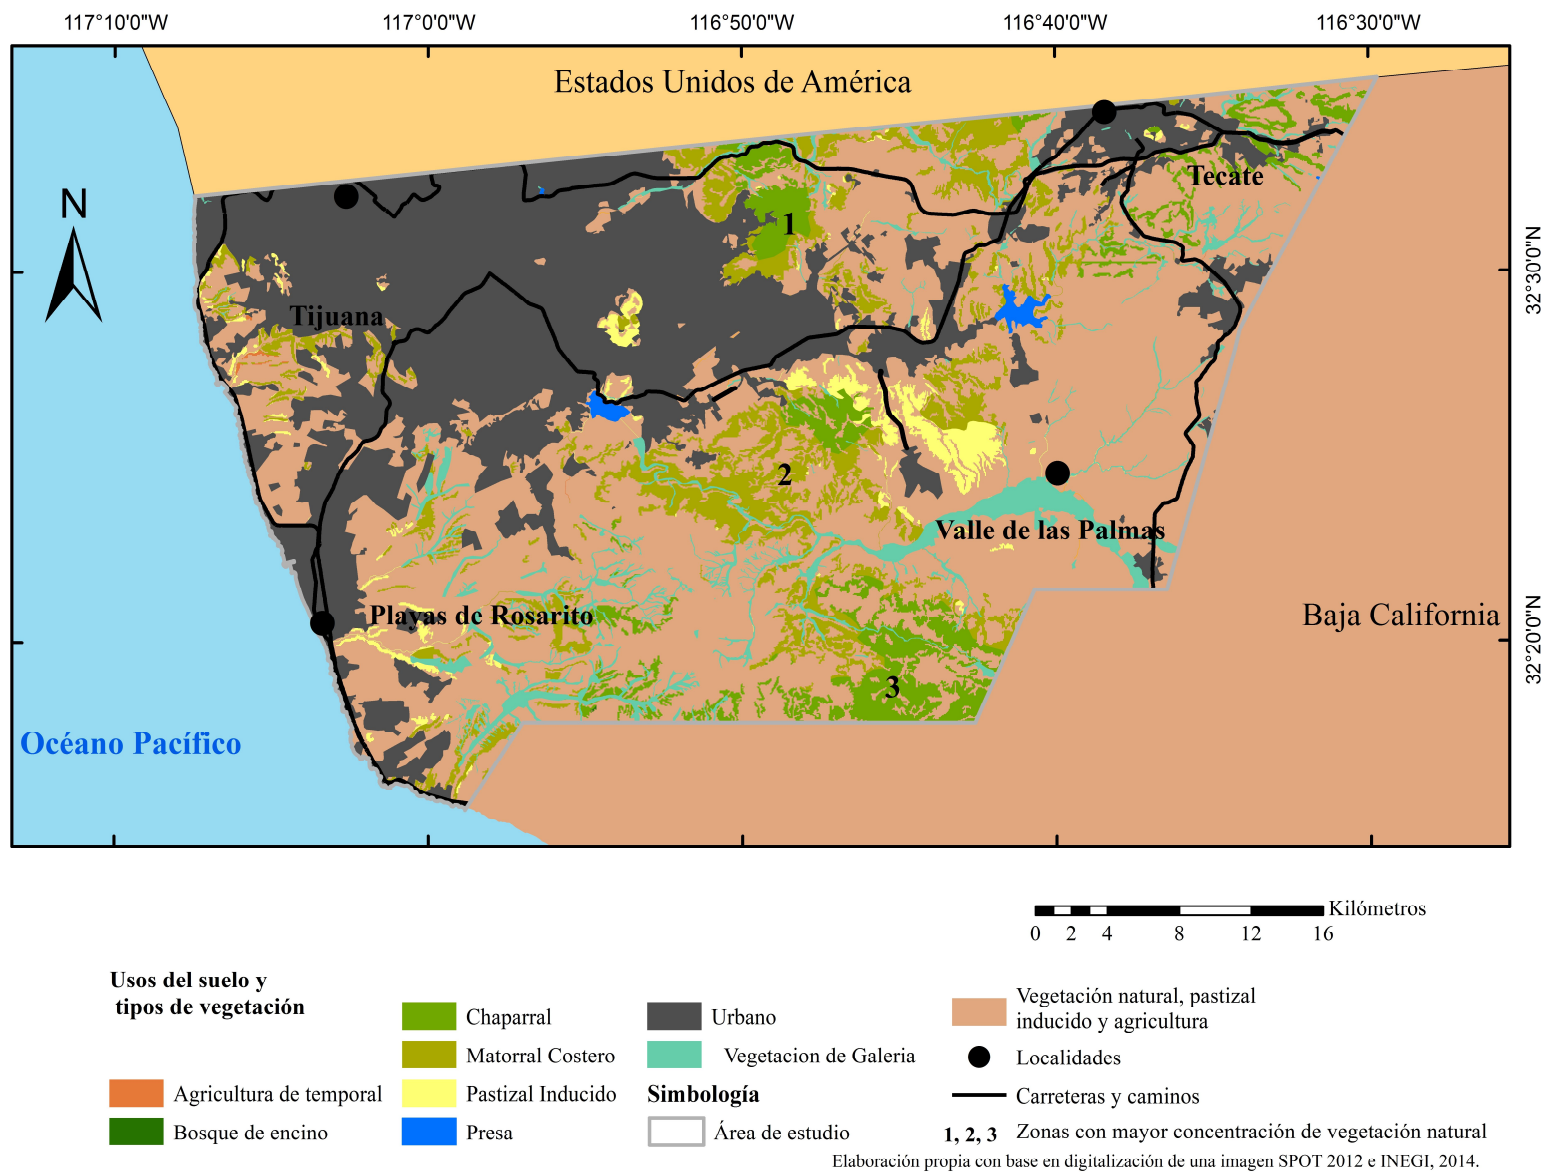 117°10'0"W
117°0'0"W
116°50'0"W
116°40'0"W
116°30'0"W
Estados Unidos de América
N
Tecate
1
32°30'0"N
Tijuana
2
Valle de las Palmas
Playas de Rosarito
Baja California
32°20'0"N
3
Océano Pacífico
Kilómetros
0 2 4 8 12 16
Usos del suelo y
tipos de vegetación
Agricultura de temporal
Bosque de encino
Chaparral
Matorral Costero
Pastizal Inducido
Presa
Urbano
Vegetacion de Galeria
Simbología
Área de estudio
Vegetación natural, pastizal
inducido y agricultura
Localidades
Carreteras y caminos
1, 2, 3 Zonas con mayor concentración de vegetación natural
Elaboración propia con base en digitalización de una imagen SPOT 2012 e INEGI, 2014.